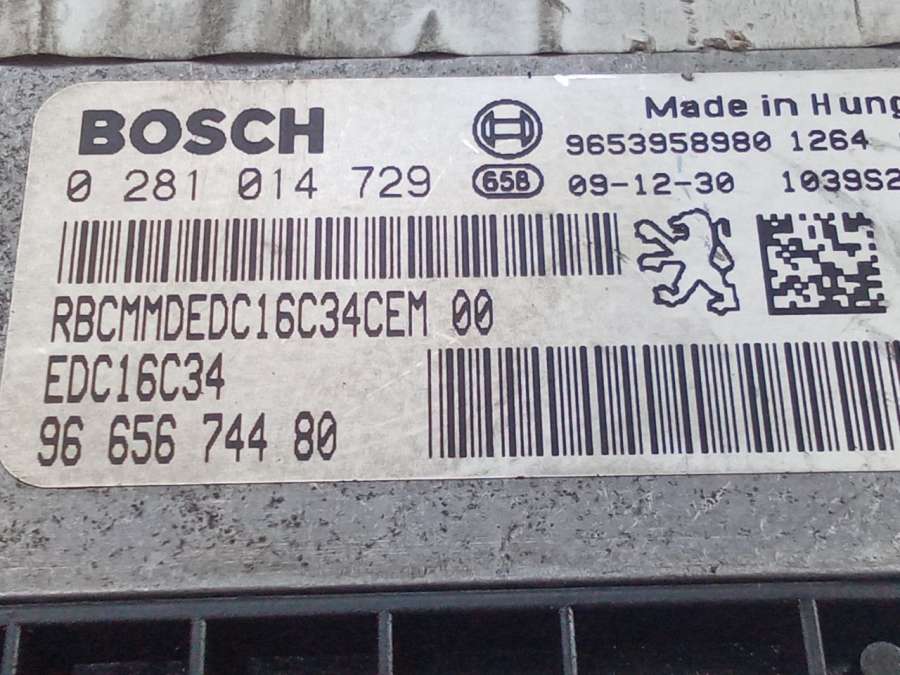 BOSCH
Made in Hung
9653958980 1264
0 281 014 729
658 09-12-30 1039S2
RBCMMDEDC16C34CEM 00
EDC16C34
96 656 744 80